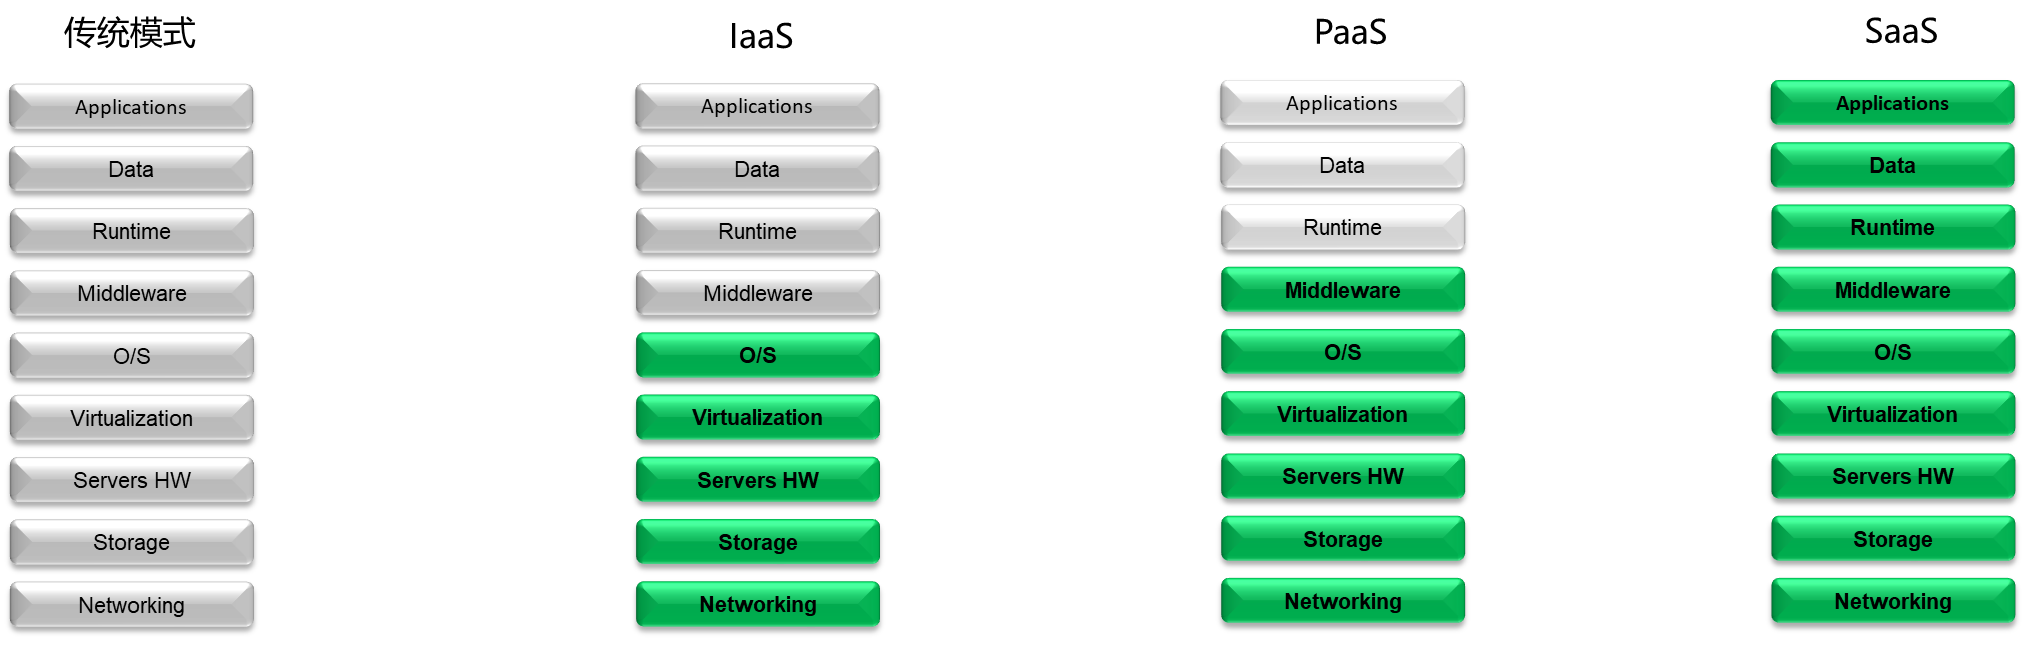 传统模式
Applications
Data
Runtime
Middleware
O/S
Virtualization
Servers HW
Storage
Networking
IaaS
Applications
Data
Runtime
Middleware
O/S
Virtualization
Servers HW
Storage
Networking
PaaS
Applications
Data
Runtime
Middleware
O/S
Virtualization
Servers HW
Storage
Networking
SaaS
Applications
Data
Runtime
Middleware
O/S
Virtualization
Servers HW
Storage
Networking